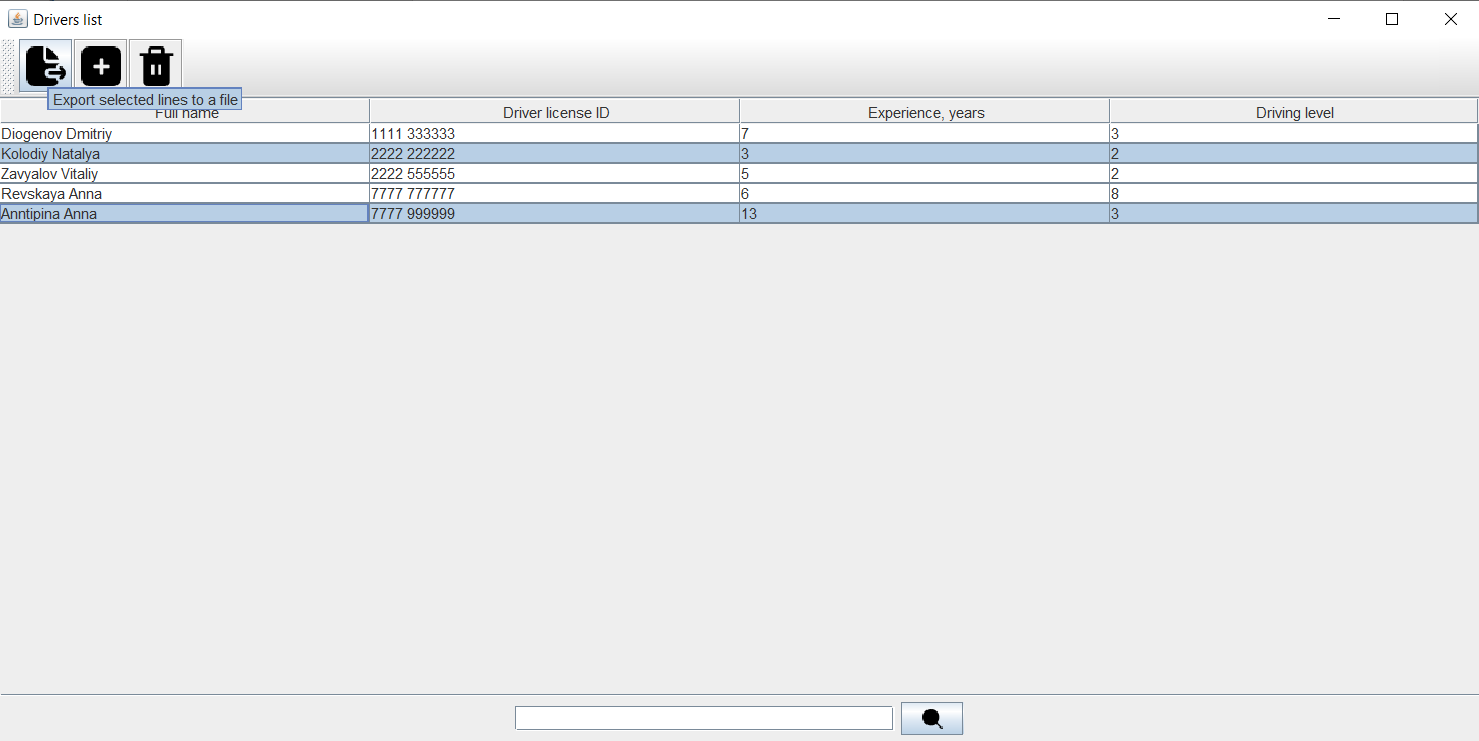 Drivers list
Export selected lines to a file
Full name Driver license ID Experience, years Driving level
Diogenov Dmitriy 1111 333333 7 3
Kolodiy Natalya 2222 222222 3 2
Zavyalov Vitaliy 2222 555555 5 2
Revskaya Anna 7777 777777 6 8
Anntipina Anna 7777 999999 13 3